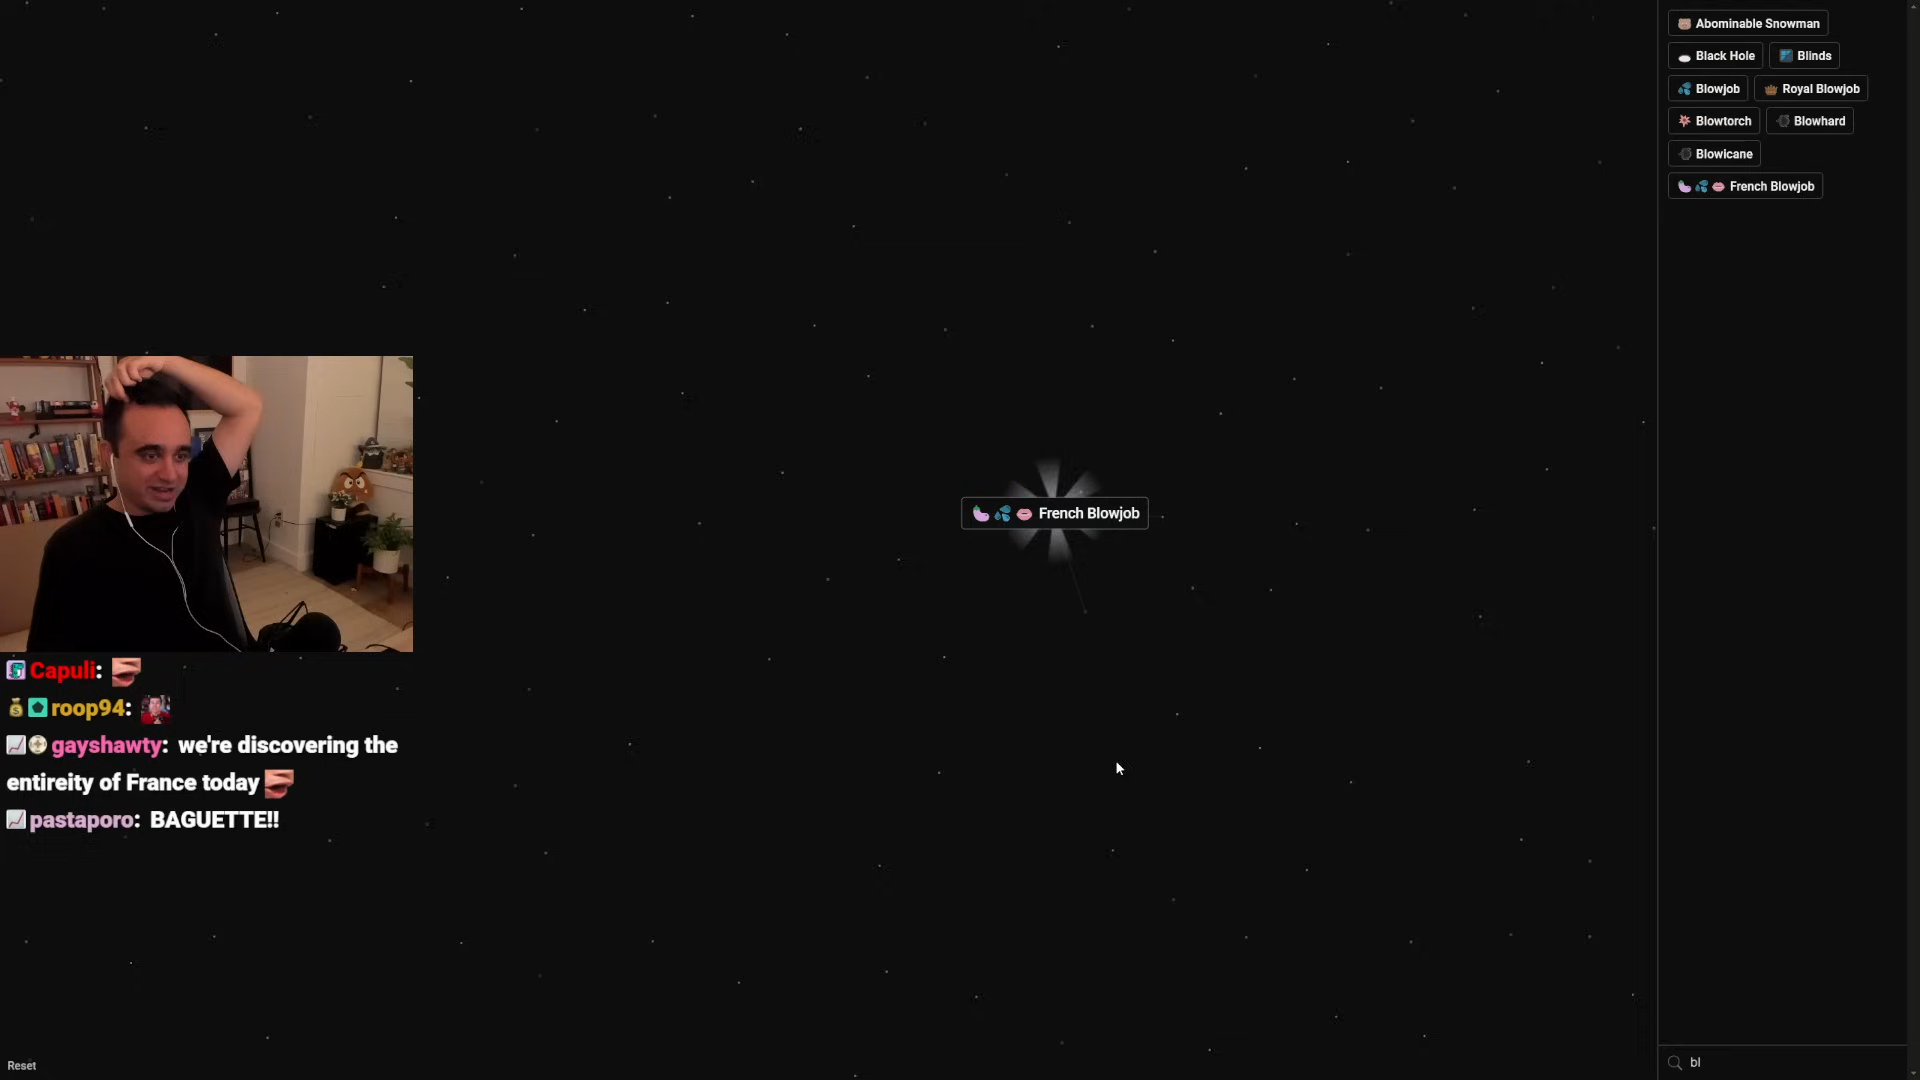 Abominable Snowman
Black Hole
Blinds
Blowjob
Royal Blowjob
Blowtorch
Blowhard
Blowicane
French Blowjob
French Blowjob
Capuli:
roop94:
gayshawty: we're discovering the
entireity of France today
pastaporo: BAGUETTE!!
Reset
bl